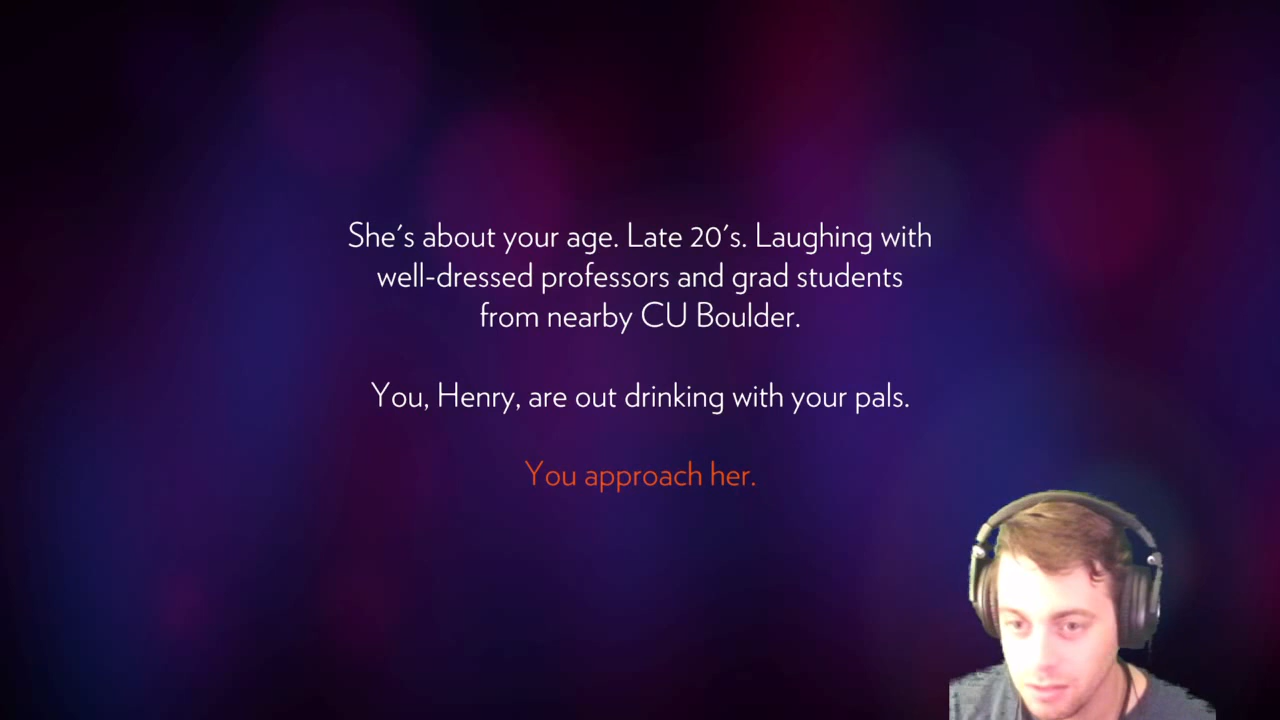 She's about your age. Late 20's. Laughing with
well-dressed professors and grad students
from nearby CU Boulder.
You, Henry, are out drinking with your pals.
You approach her.